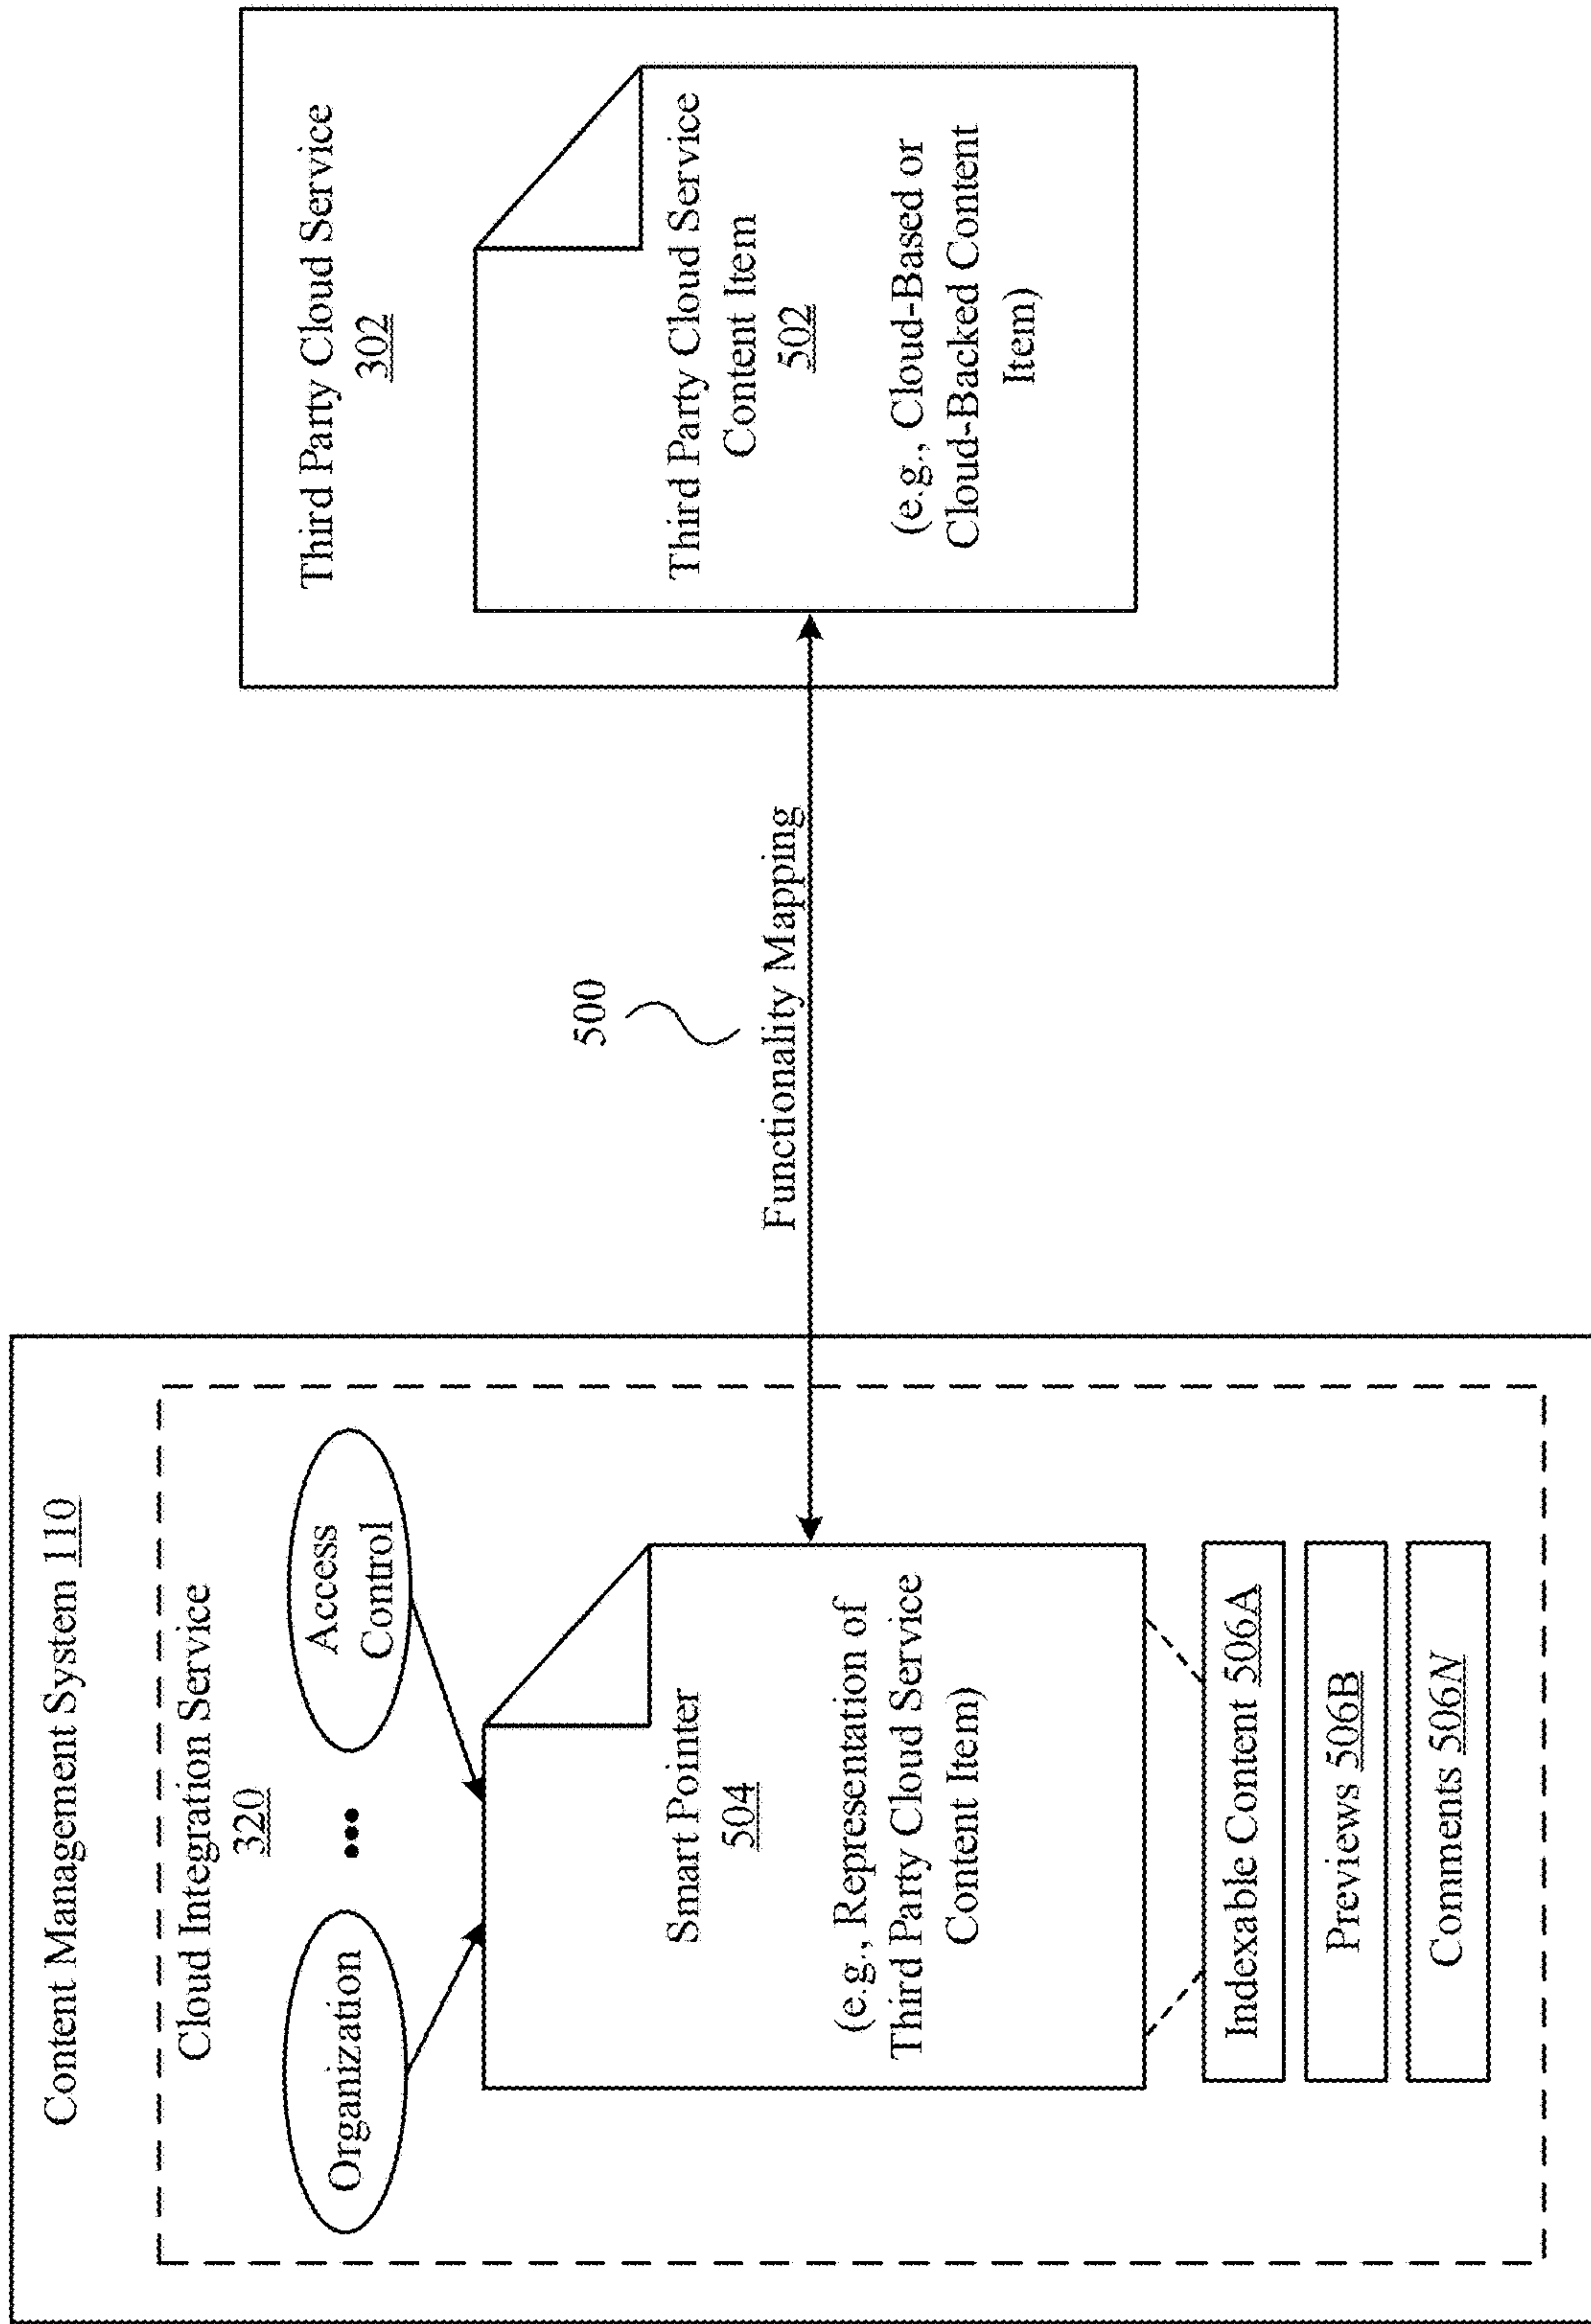 Content Management System 110
Cloud Integration Service
320
Organization
Access
Control
Smart Pointer
504
(e.g., Representation of
Third Party Cloud Service
Content Item)
Indexable Content 506A
Previews 506B
Comments 506N
500
Functionality Mapping
Third Party Cloud Service
302
Third Party Cloud Service
Content Item
502
(e.g., Cloud-Based or
Cloud-Backed Content
Item)